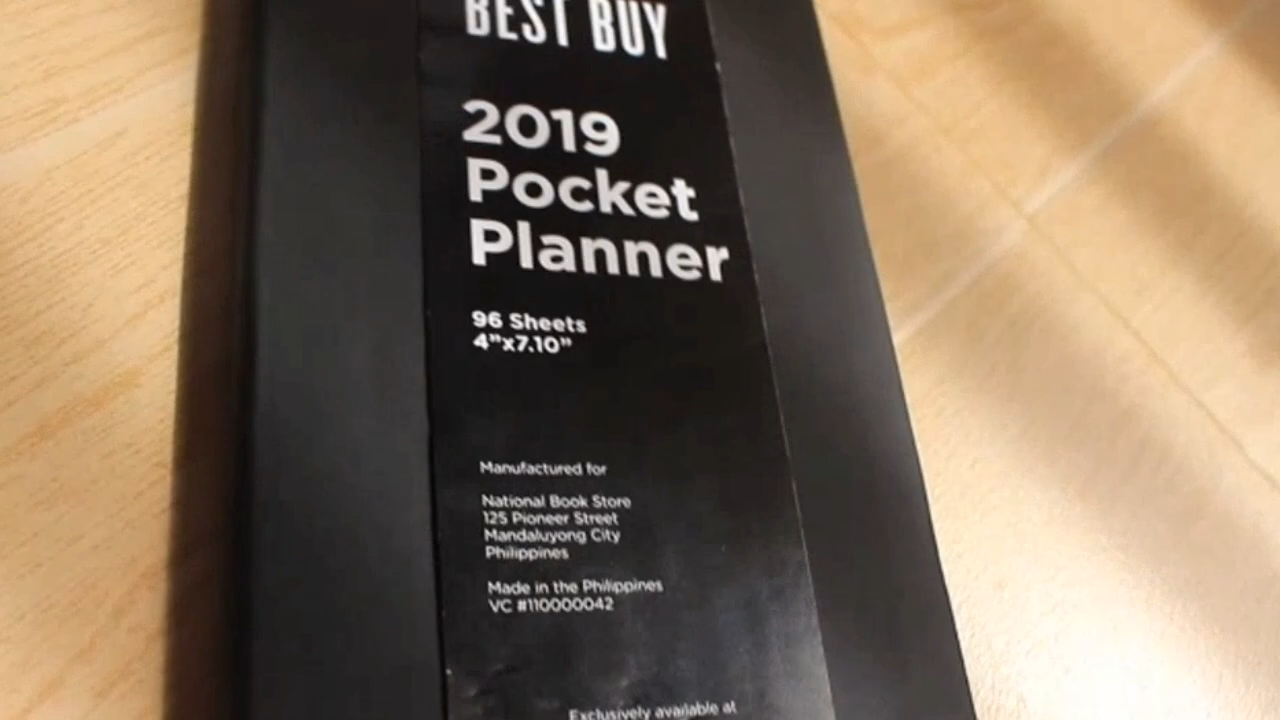 BEST BUY
2019
Pocket
Planner
96 Sheets
4”x7.10”
Manufactured for
National Book Store
125 Pioneer Street
Mandaluyong City
Philippines
Made in the Philippines
VC #110000042
Exclusively available at